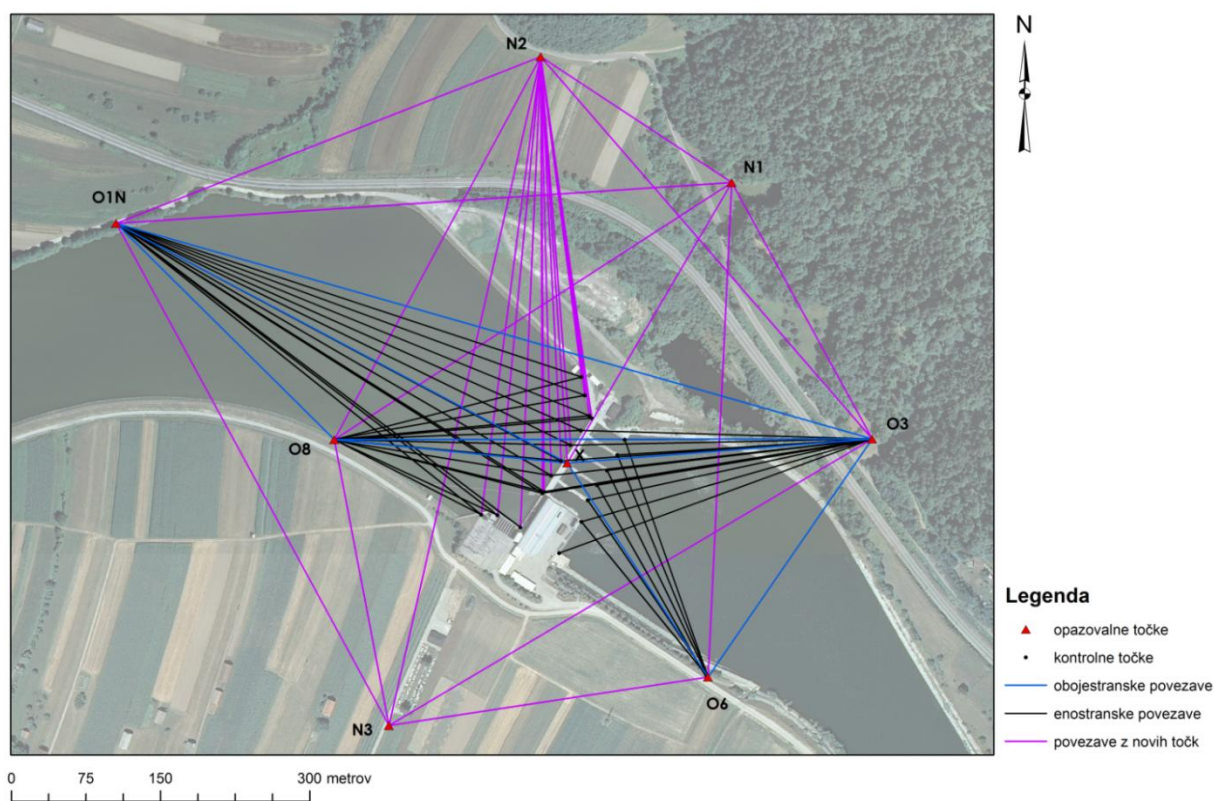 N
N2
N1
O1N
O8
X
O3
N3
O6
Legenda
opazovalne točke
kontrolne točke
obojestranske povezave
enostranske povezave
povezave z novih točk
0 75 150 300 metrov